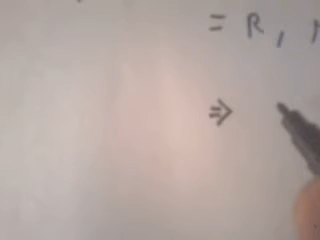 = R,
⇒